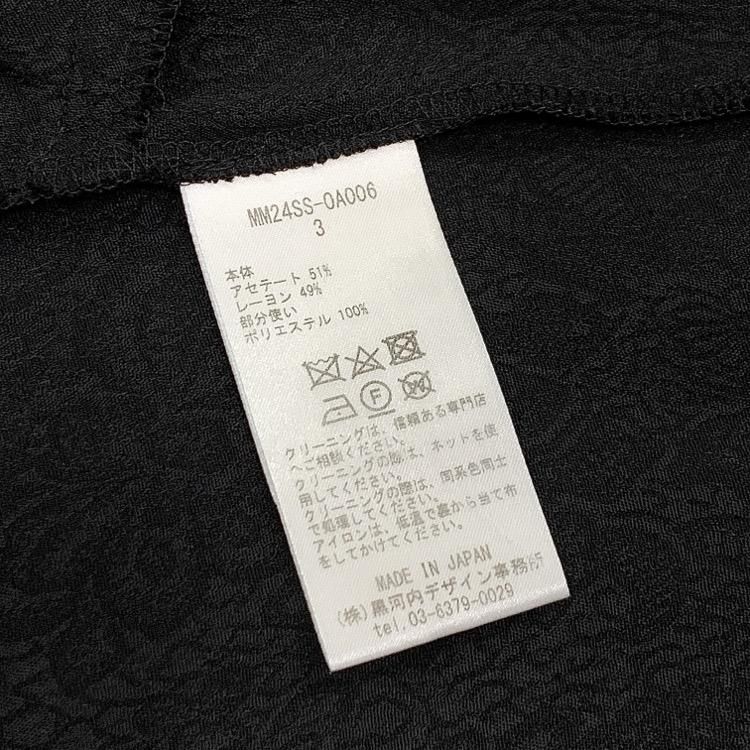 MM24SS-OA006
3
本体
アセテート 51%
レーヨン 49%
部分使い
ポリエステル 100%
F
W
クリーニングは、信頼ある専門店
へご相談ください。
クリーニングの際は、ネットを使
用してください。
クリーニングの際は、同系色同士
で処理してください。
アイロンは、低温で裏から当て布
をしてかけてください。
MADE IN JAPAN
(株)黒河内デザイン事務所
tel. 03-6379-0029